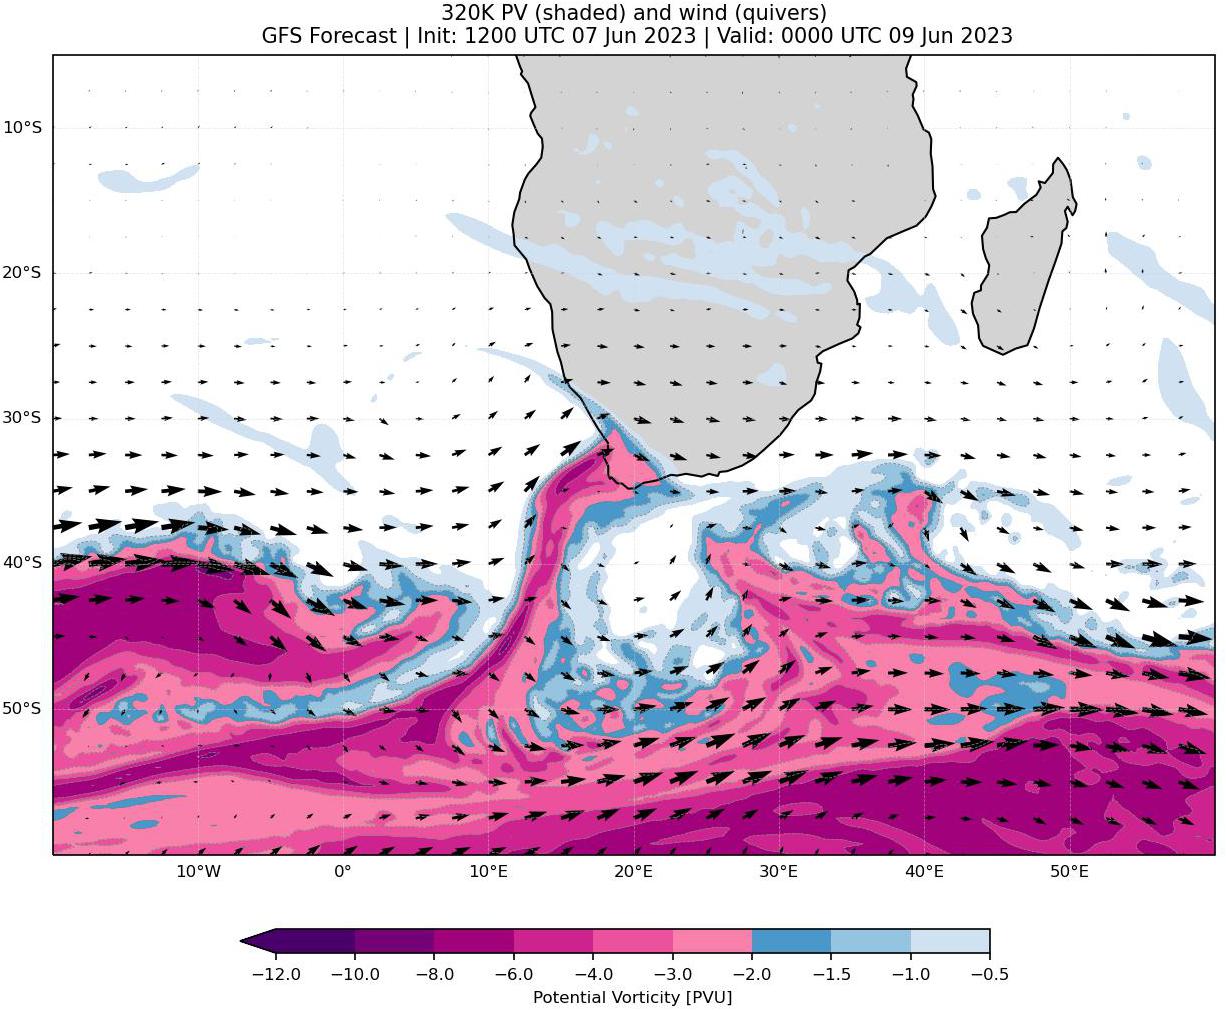 320K PV (shaded) and wind (quivers)
GFS Forecast | Init: 1200 UTC 07 Jun 2023 | Valid: 0000 UTC 09 Jun 2023
10°S
20°S
30°S
40°S
50°S
10°W 0° 10°E 20°E 30°E 40°E 50°E
−12.0 −10.0 −8.0 −6.0 −4.0 −3.0 −2.0 −1.5 −1.0 −0.5
Potential Vorticity [PVU]